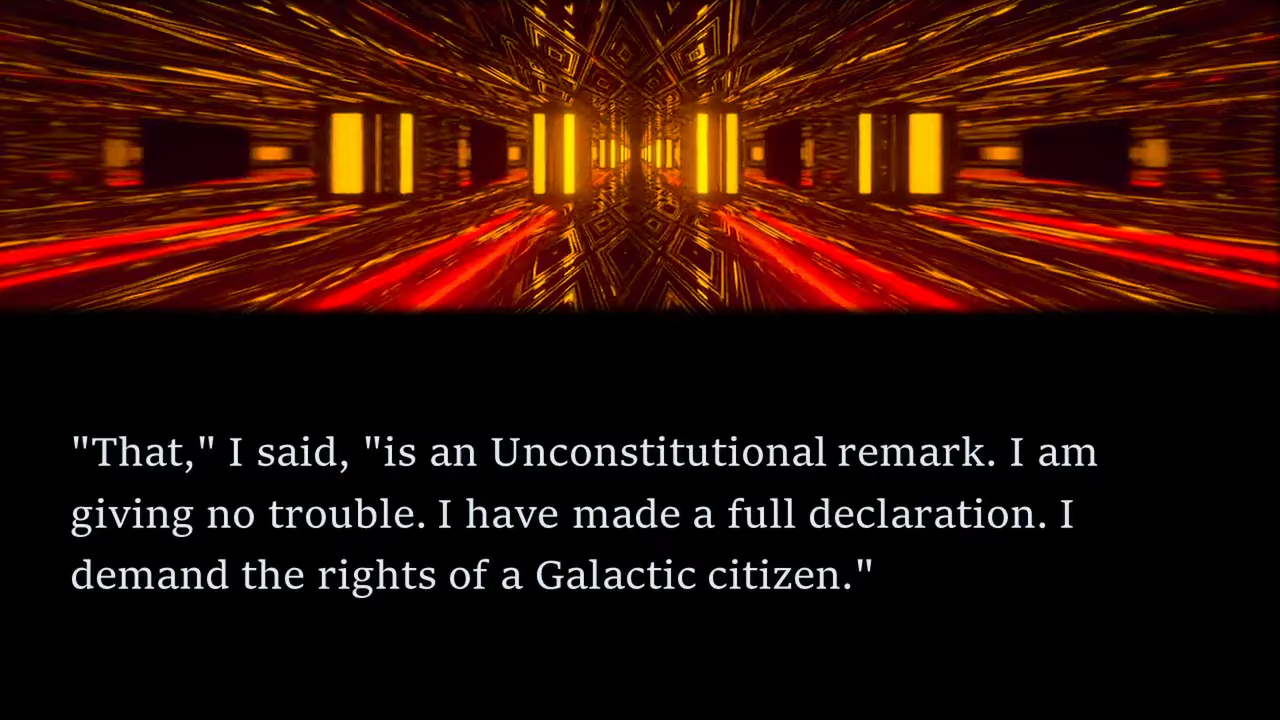 "That," I said, "is an Unconstitutional remark. I am
giving no trouble. I have made a full declaration. I
demand the rights of a Galactic citizen."